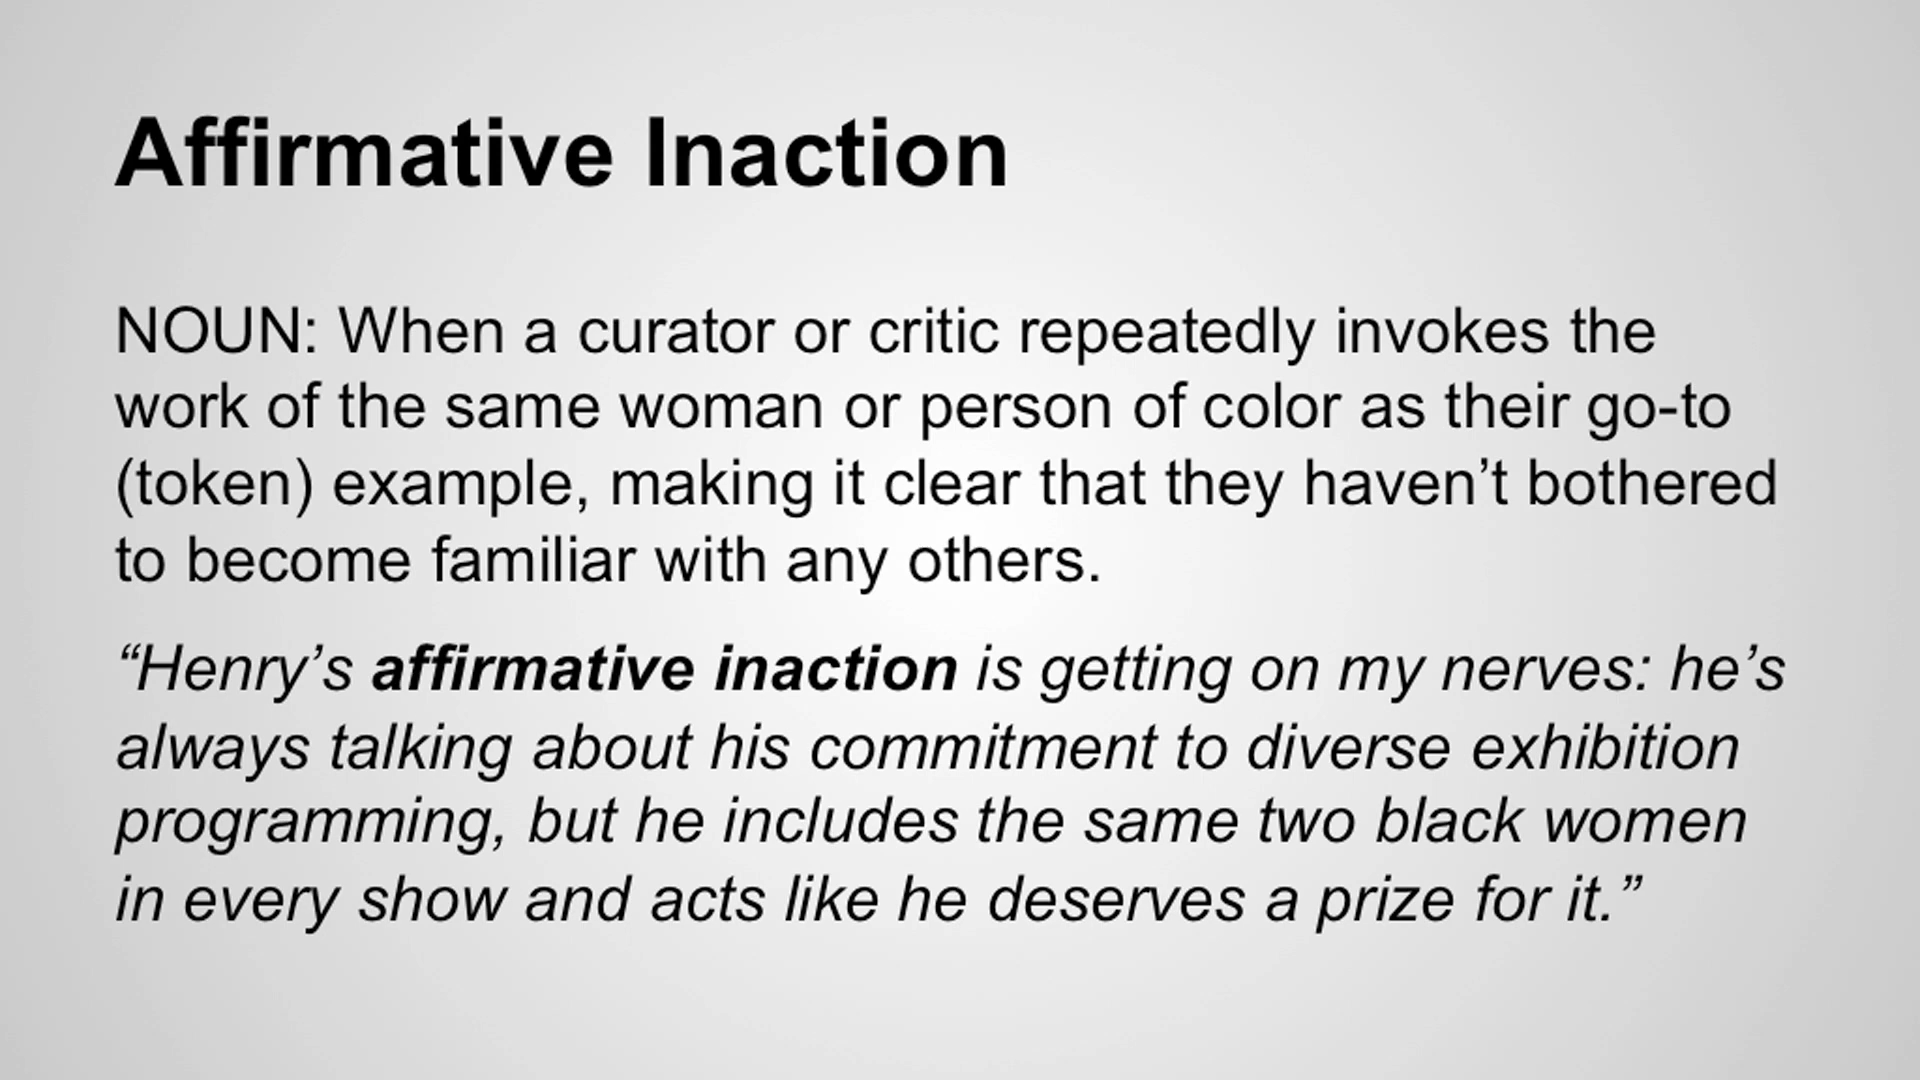 Affirmative Inaction
NOUN: When a curator or critic repeatedly invokes the
work of the same woman or person of color as their go-to
(token) example, making it clear that they haven’t bothered
to become familiar with any others.
“Henry’s affirmative inaction is getting on my nerves: he’s
always talking about his commitment to diverse exhibition
programming, but he includes the same two black women
in every show and acts like he deserves a prize for it.”